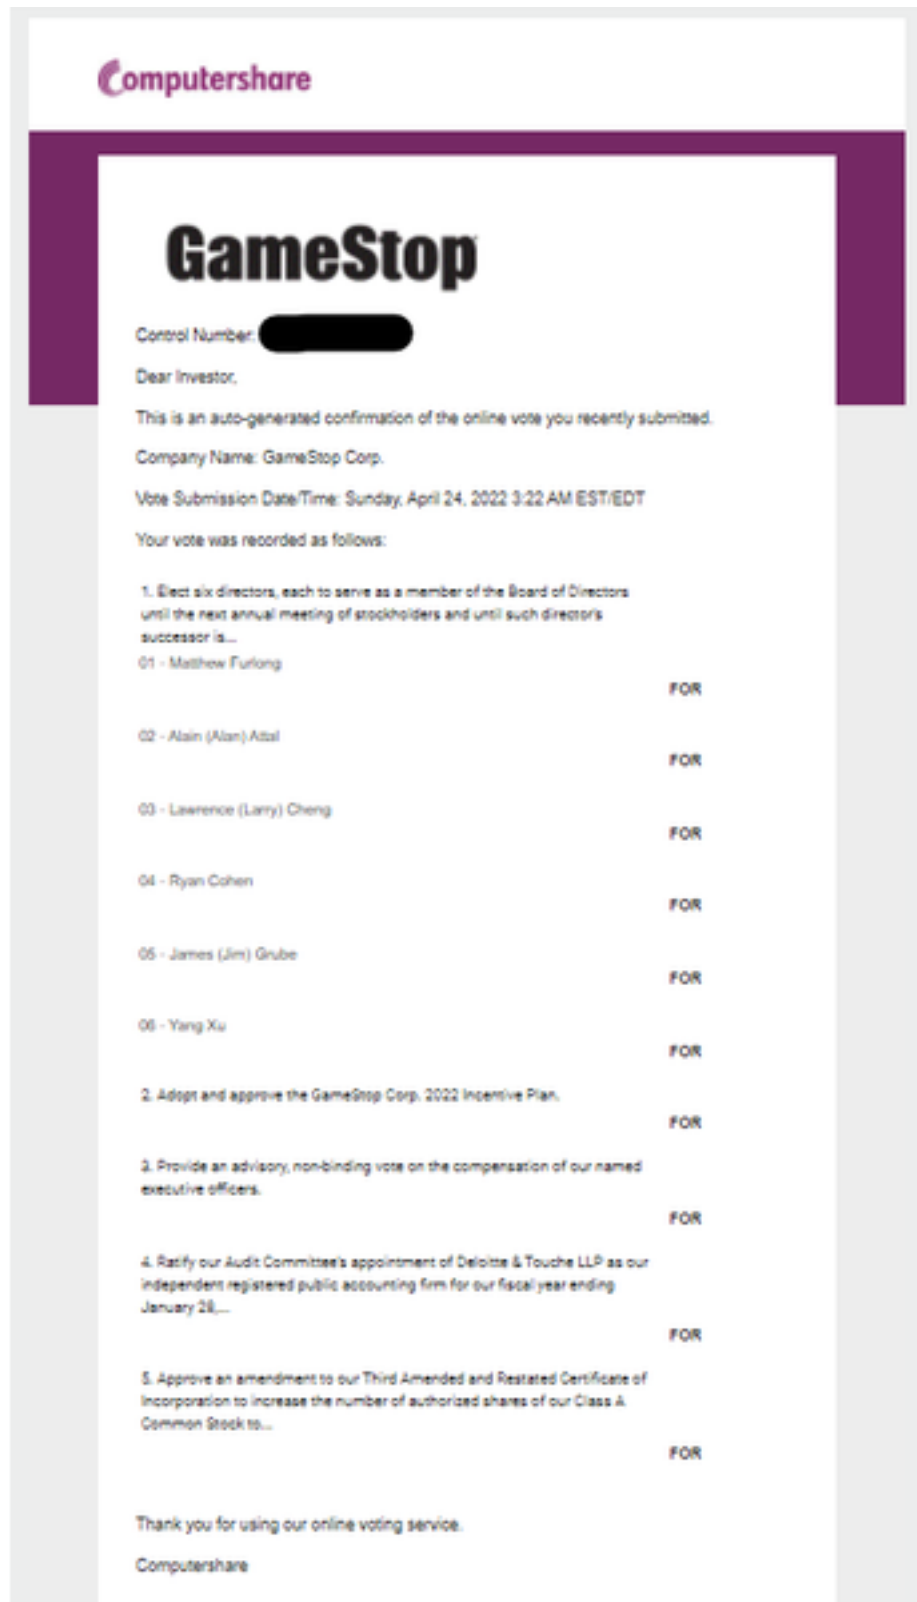 Computershare
GameStop
Control Number:
Dear Investor,
This is an auto-generated confirmation of the online vote you recently submitted.
Company Name: GameStop Corp.
Vote Submission Date/Time: Sunday, April 24, 2022 3:22 AM EST/EDT
Your vote was recorded as follows:
1. Elect six directors, each to serve as a member of the Board of Directors
until the next annual meeting of stockholders and until such director's
successor is...
01 - Matthew Furlong
FOR
02 - Alain (Alan) Attal
FOR
03 - Lawrence (Larry) Cheng
FOR
04 - Ryan Cohen
FOR
05 - James (Jim) Grube
FOR
06 - Yang Xu
FOR
2. Adopt and approve the GameStop Corp. 2022 Incentive Plan.
FOR
3. Provide an advisory, non-binding vote on the compensation of our named
executive officers.
FOR
4. Ratify our Audit Committee's appointment of Deloitte & Touche LLP as our
independent registered public accounting firm for our fiscal year ending
January 28,...
FOR
5. Approve an amendment to our Third Amended and Restated Certificate of
Incorporation to increase the number of authorized shares of our Class A
Common Stock to...
FOR
Thank you for using our online voting service.
Computershare